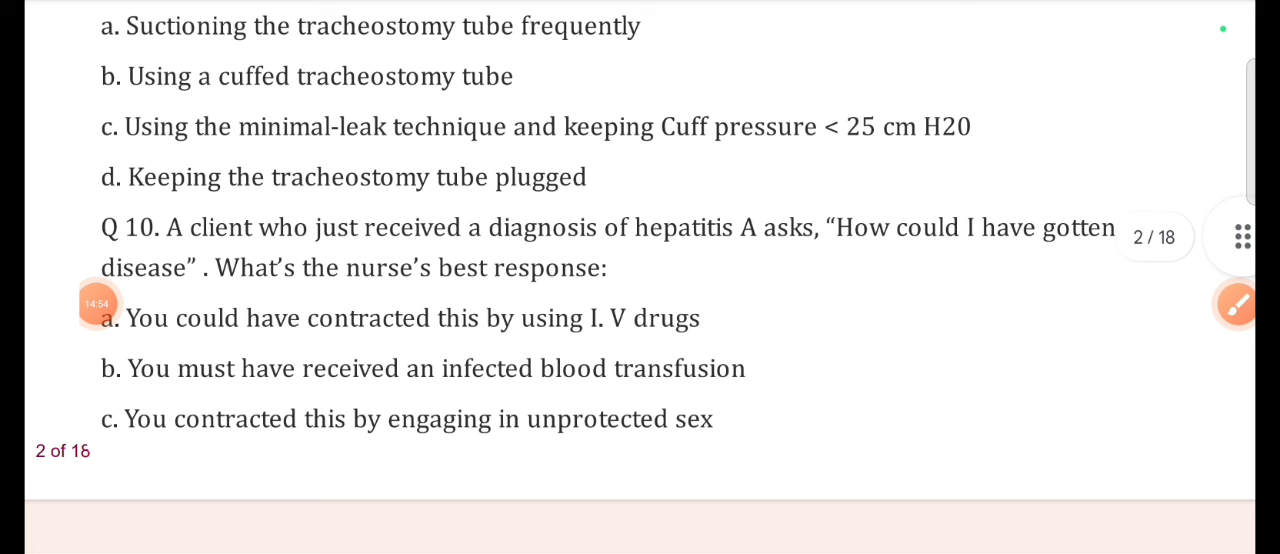 a. Suctioning the tracheostomy tube frequently
b. Using a cuffed tracheostomy tube
c. Using the minimal-leak technique and keeping Cuff pressure < 25 cm H20
d. Keeping the tracheostomy tube plugged
Q 10. A client who just received a diagnosis of hepatitis A asks, “How could I have gotten
2 / 18
disease” . What’s the nurse’s best response:
14:54
a. You could have contracted this by using I. V drugs
b. You must have received an infected blood transfusion
c. You contracted this by engaging in unprotected sex
2 of 18